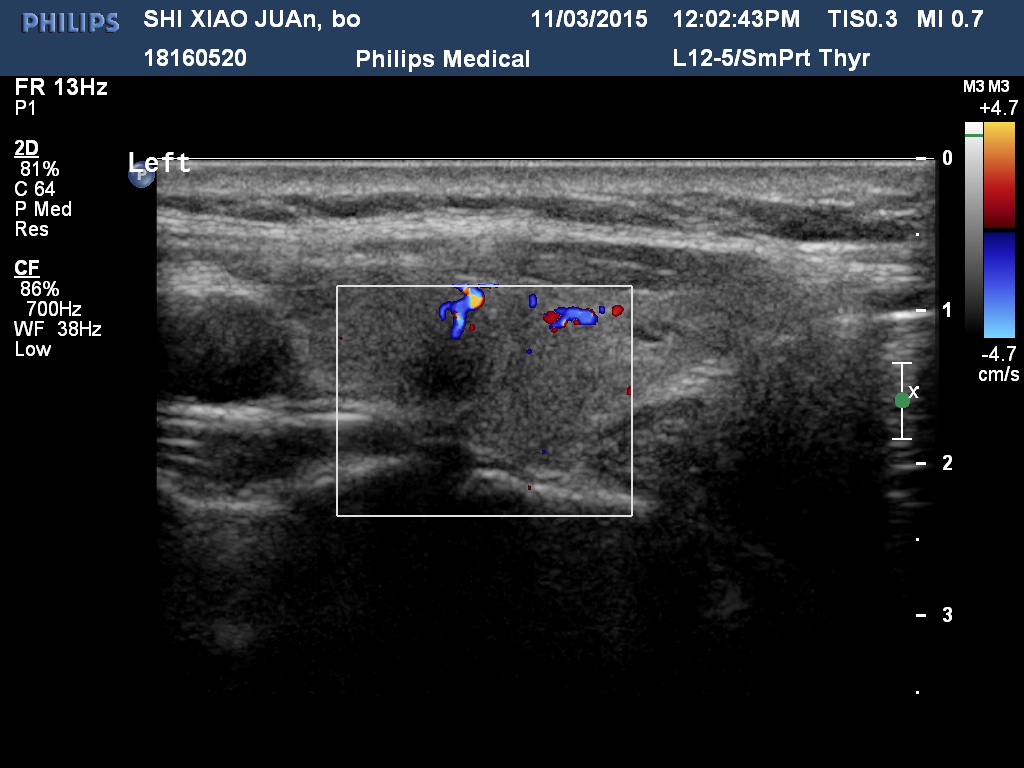 PHILIPS SHI XIAO JUAn, bo 11/03/2015 12:02:43PM TIS0.3 MI 0.7
18160520 Philips Medical L12-5/SmPrt Thyr
FR 13Hz
P1
M3 M3
+4.7
2D
81%
C 64
P Med
Res
Left
P
0
CF
86%
700Hz
WF 38Hz
Low
1
-4.7
cm/s
x
2
3